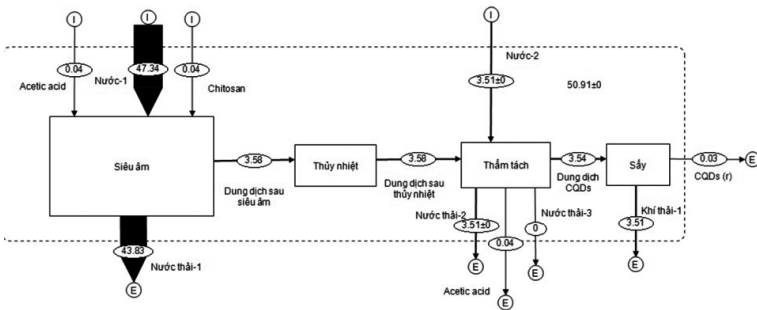 I
I
I
I
0.04
47.34
0.04
Nước-1
Acetic acid
Chitosan
Nước-2
3.51±0
50.91±0
Siêu âm
3.58
Dung dịch sau
siêu âm
Thủy nhiệt
3.58
Dung dịch sau
thủy nhiệt
Thẩm tách
3.54
Dung dịch
CQDs
Sấy
0.03
E
CQDs (r)
Nước thải-2
3.51±0
Nước thải-3
0
0.04
Khí thải-1
3.51
43.83
Nước thải-1
E
E
E
E
E
Acetic acid